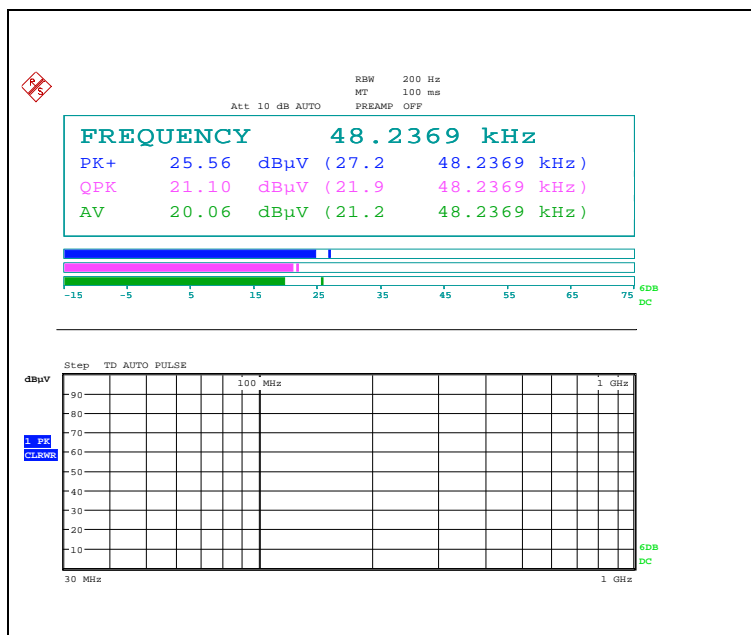 R
S
RBW 200 Hz
MT 100 ms
Att 10 dB AUTO PREAMP OFF
FREQUENCY 48.2369 kHz
PK+ 25.56 dBµV (27.2 48.2369 kHz)
QPK 21.10 dBµV (21.9 48.2369 kHz)
AV 20.06 dBµV (21.2 48.2369 kHz)
-15 -5 5 15 25 35 45 55 65 75
6DB
DC
Step TD AUTO PULSE
dBµV
100 MHz 1 GHz
90
80
70
1 PK
60
CLRWR
50
40
30
20
10
6DB
DC
30 MHz 1 GHz